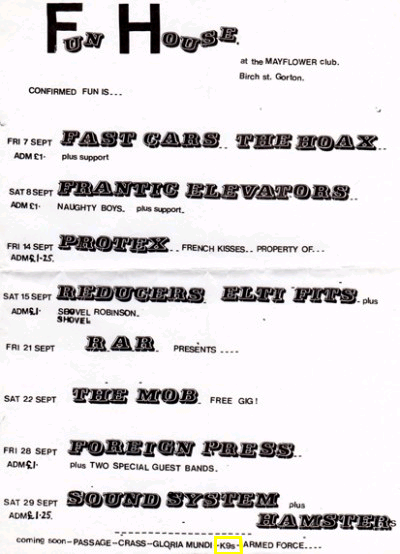 FUN HOUSE.
at the MAYFLOWER club.
Birch st. Gorton.
CONFIRMED FUN IS...
FRI 7 SEPT FAST CARS.. THE HOAX..
ADM £1· plus support
SAT 8 SEPT FRANTIC ELEVATORS..
ADM £1· NAUGHTY BOYS.. plus support..
FRI 14 SEPT PROTEX.. FRENCH KISSES.. PROPERTY OF...
ADM£1·25.
SAT 15 SEPT REDUCERS ELTI FITS. plus
ADM£1· SBOVEL ROBINSON.
SHOVEL
FRI 21 SEPT RAR. PRESENTS ....
SAT 22 SEPT THE MOB. FREE GIG!
FRI 28 SEPT FOREIGN PRESS..
ADM£1· plus TWO SPECIAL GUEST BANDS.
SAT 29 SEPT SOUND SYSTEM plus
ADM£1·25. HAMSTERS
coming soon-PASSAGE-CRASS-GLORIA MUNDI -K9s- ARMED FORCE....